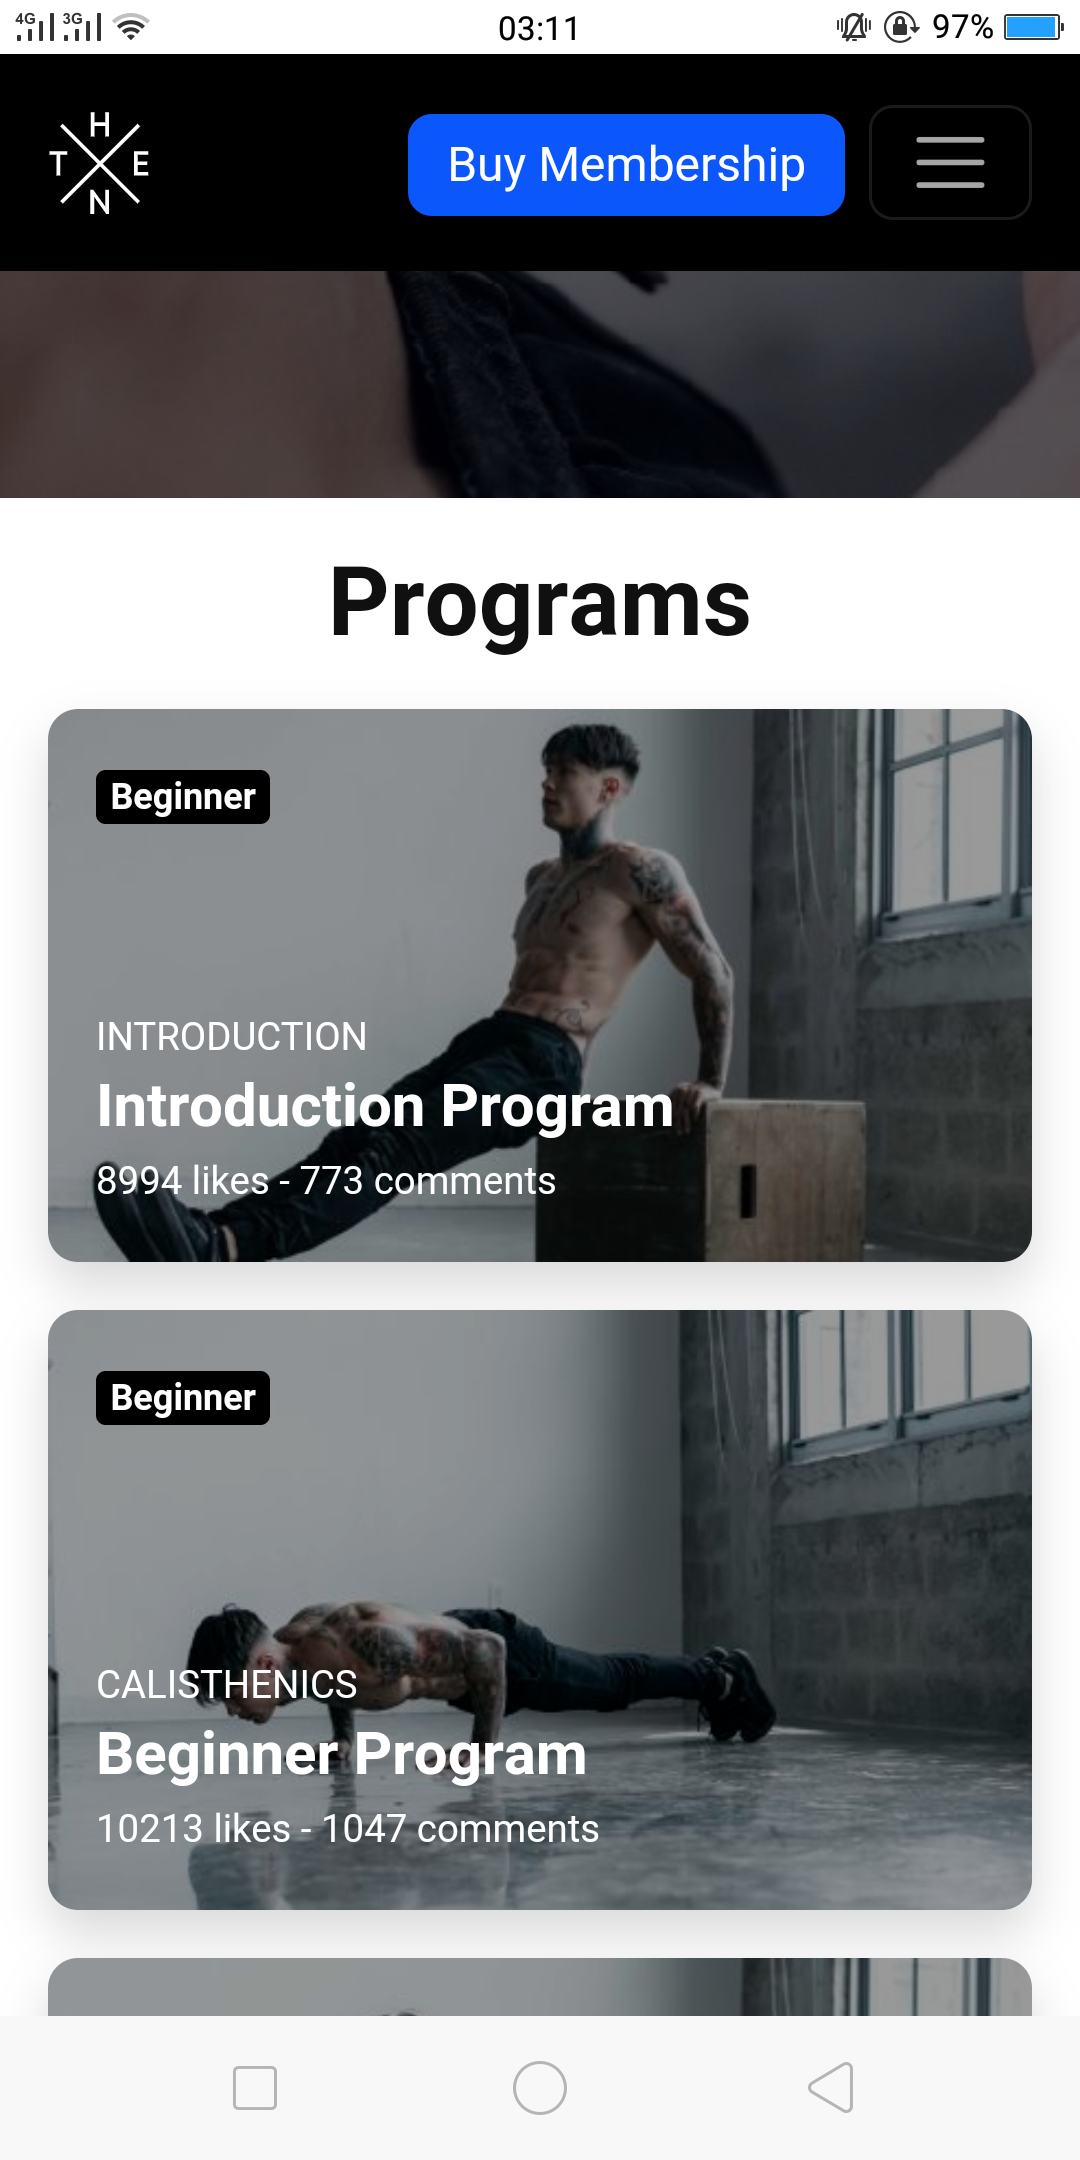 4G 3G 03:11 97%
H
T E
N
Buy Membership
Programs
Beginner
INTRODUCTION
Introduction Program
8994 likes - 773 comments
Beginner
CALISTHENICS
Beginner Program
10213 likes - 1047 comments